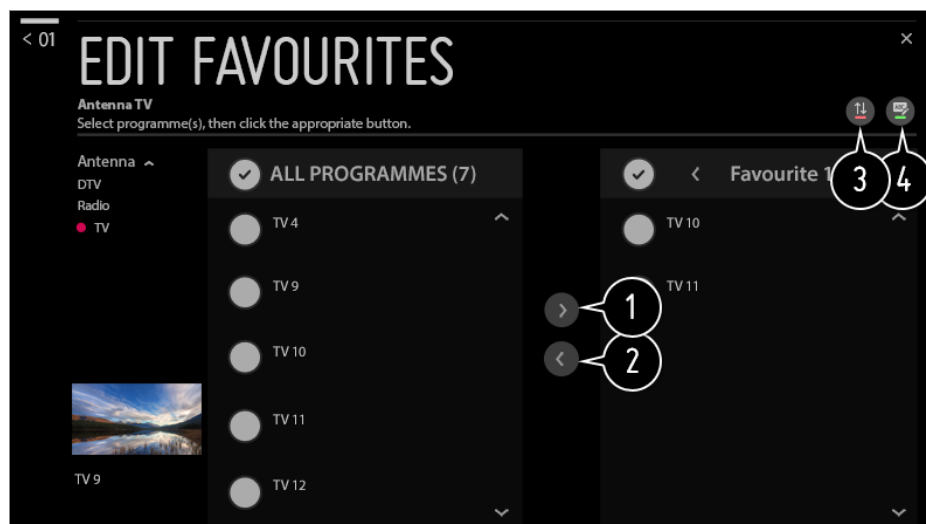 < 01
EDIT FAVOURITES
Antenna TV
Select programme(s), then click the appropriate button.
Antenna
DTV
Radio
TV
TV 9
ALL PROGRAMMES (7)
TV 4
TV 9
TV 10
TV 11
TV 12
1
2
Favourite 1
TV 10
TV 11
ABC
3
4